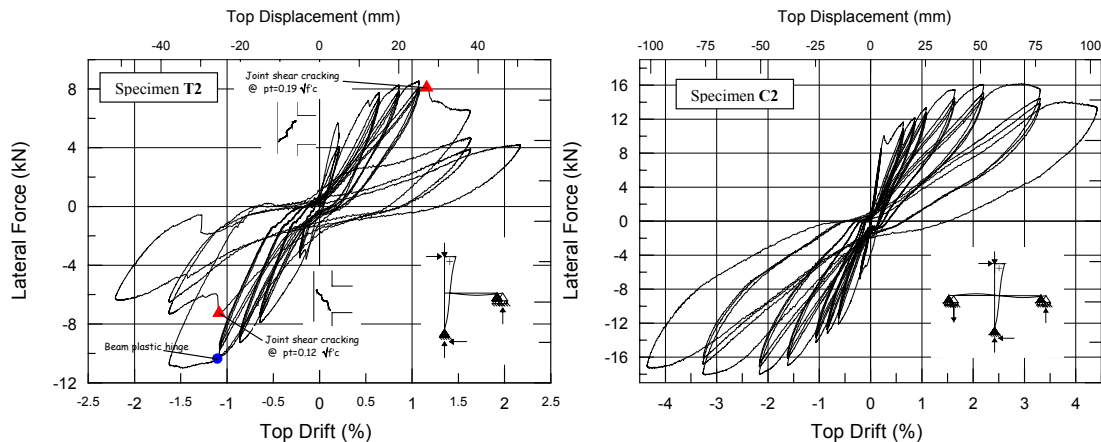 Top Displacement (mm)
-50 -25 0 25 50
Joint shear cracking
@ pt=0.19 √f'c
Specimen T2
8
4
0
-4
-8
-12
Lateral Force (kN)
Beam plastic hinge
Joint shear cracking
@ pt=0.12 √f'c
-2.5 -2 -1.5 -1 -0.5 0 0.5 1 1.5 2 2.5
Top Drift (%)
Top Displacement (mm)
-100 -75 -50 -25 0 25 50 75 100
Specimen C2
16
12
8
4
0
-4
-8
-12
-16
Lateral Force (kN)
-4 -3 -2 -1 0 1 2 3 4
Top Drift (%)